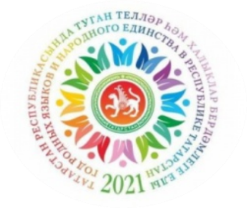 ТАТАРСТАН РЕСПУБЛИКАСЫНДА ТУГАН ТЕЛЛӘР ҺӘМ ХАЛЫКЛАР БЕРДӘМЛЕГЕ ЕЛЫ
ГОД РОДНЫХ ЯЗЫКОВ И НАРОДНОГО ЕДИНСТВА В РЕСПУБЛИКЕ ТАТАРСТАН
2021